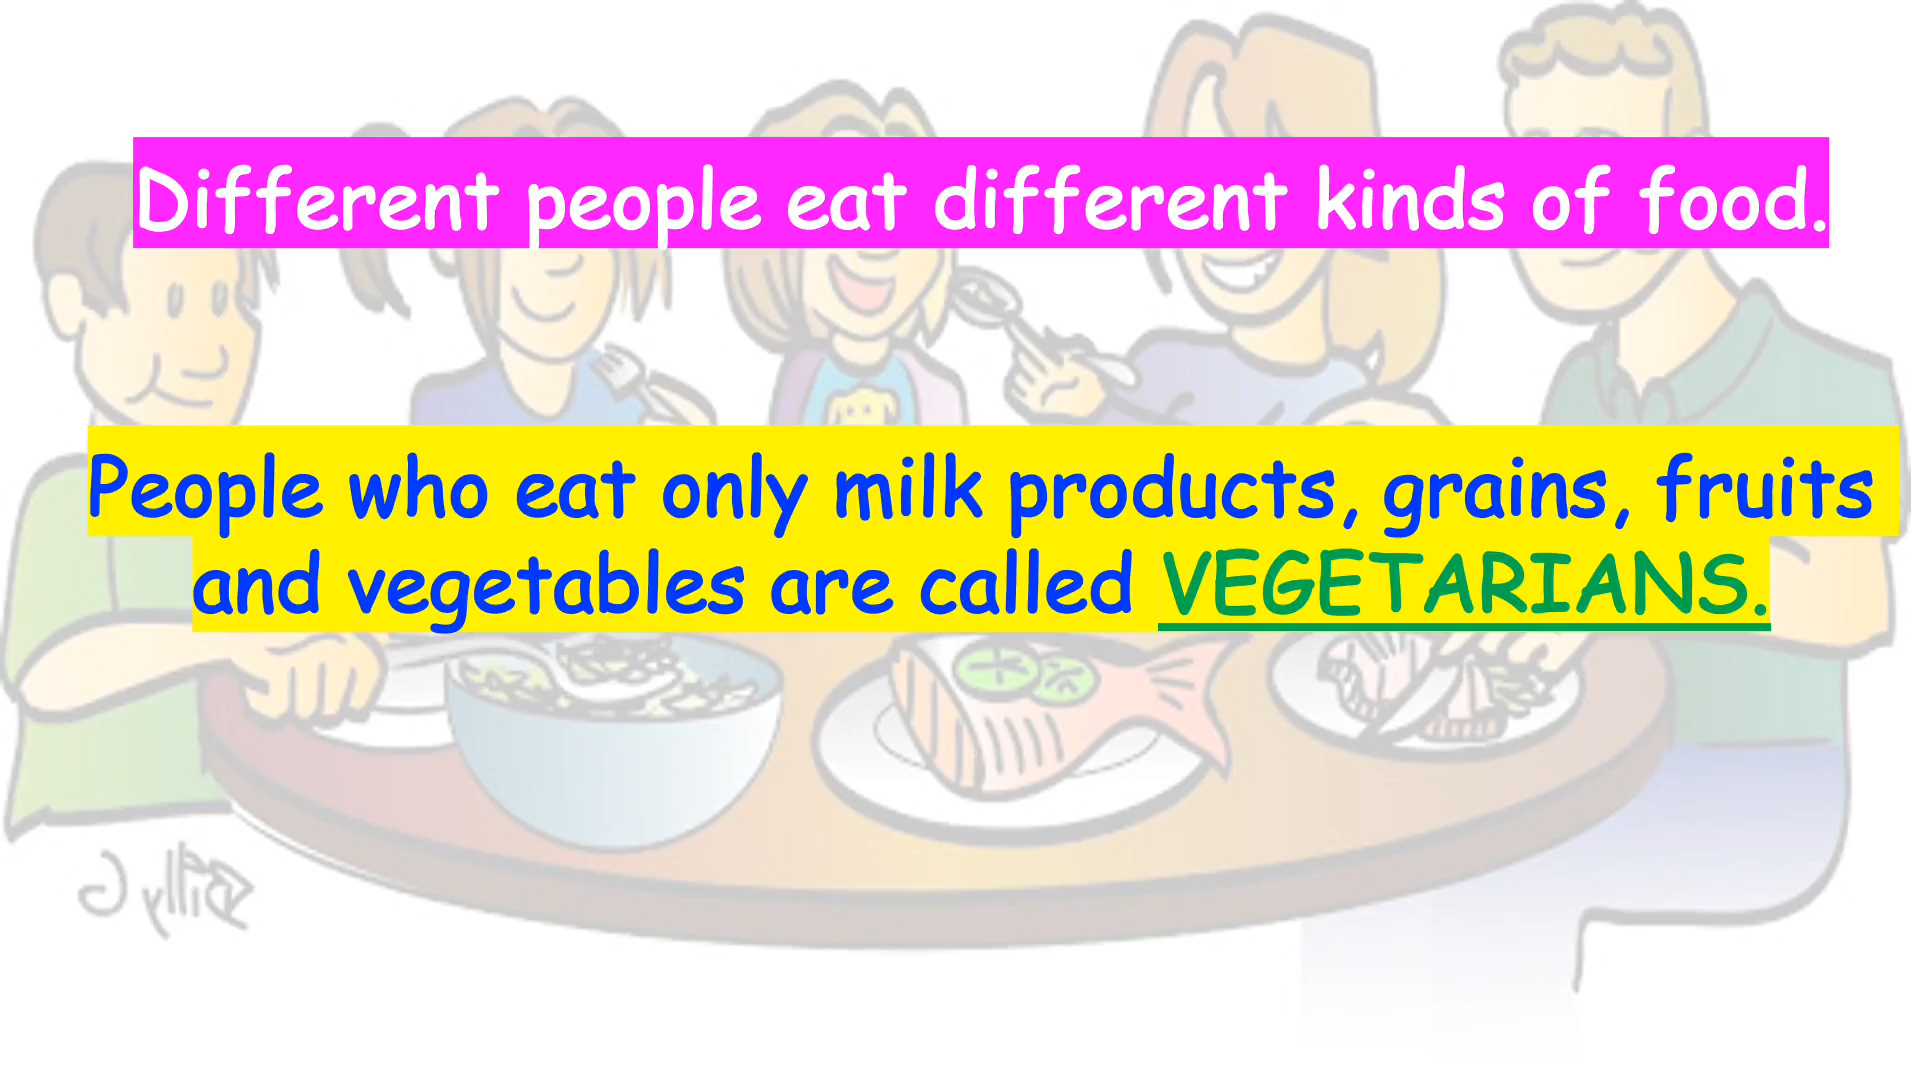 Different people eat different kinds of food.
People who eat only milk products, grains, fruits
and vegetables are called VEGETARIANS.
Billy G